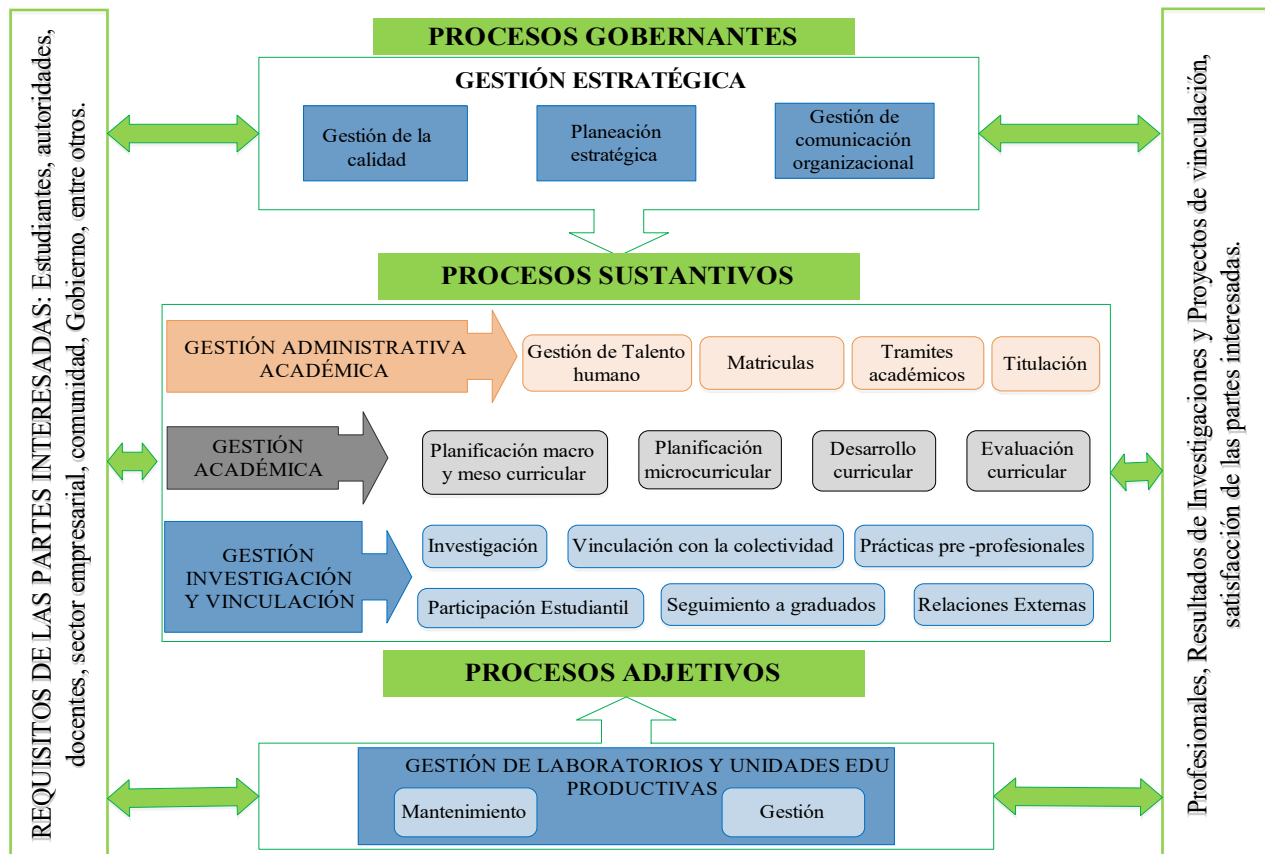 REQUISITOS DE LAS PARTES INTERESADAS: Estudiantes, autoridades,
docentes, sector empresarial, comunidad, Gobierno, entre otros.
PROCESOS GOBERNANTES
GESTIÓN ESTRATÉGICA
Gestión de la
calidad
Planeación
estratégica
Gestión de
comunicación
organizacional
PROCESOS SUSTANTIVOS
GESTIÓN ADMINISTRATIVA
ACADÉMICA
Gestión de Talento
humano
Matriculas
Tramites
académicos
Titulación
GESTIÓN
ACADÉMICA
Planificación macro
y meso curricular
Planificación
microcurricular
Desarrollo
curricular
Evaluación
curricular
GESTIÓN
INVESTIGACIÓN
Y VINCULACIÓN
Investigación
Vinculación con la colectividad
Prácticas pre -profesionales
Participación Estudiantil
Seguimiento a graduados
Relaciones Externas
PROCESOS ADJETIVOS
GESTIÓN DE LABORATORIOS Y UNIDADES EDU
PRODUCTIVAS
Mantenimiento
Gestión
Profesionales, Resultados de Investigaciones y Proyectos de vinculación,
satisfacción de las partes interesadas.